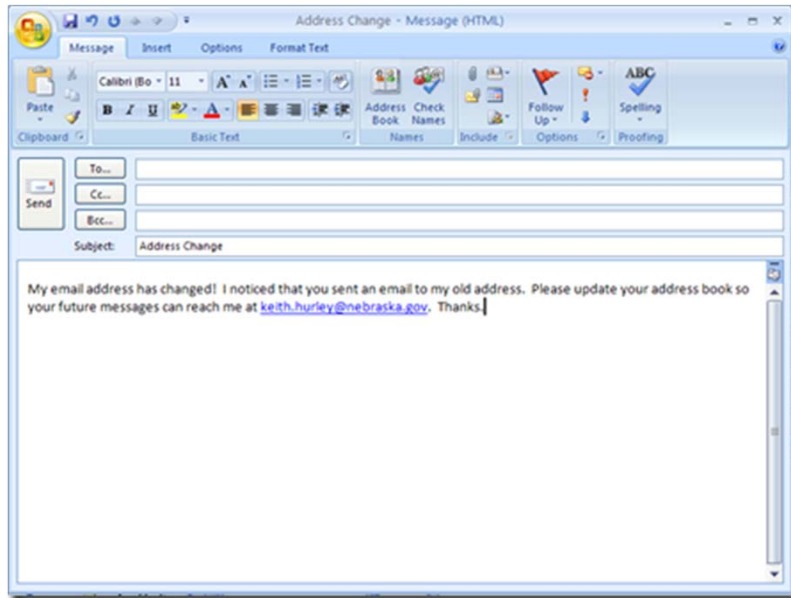 Address Change - Message (HTML)
Message Insert Options Format Text
Calibri (Bo 11
ABC
Paste
B I U A
Address Book Check Names
Follow Up
Spelling
Clipboard Basic Text Names Include Options Proofing
To...
Send
Cc...
Bcc...
Subject: Address Change
My email address has changed! I noticed that you sent an email to my old address. Please update your address book so
your future messages can reach me at keith.hurley@nebraska.gov. Thanks.